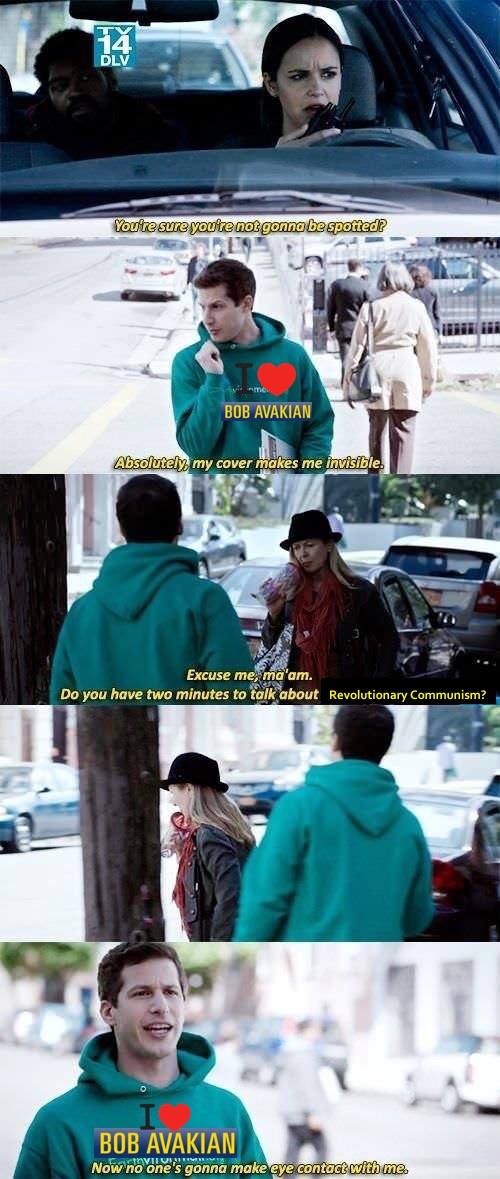 TV
14
DLV
You're sure you're not gonna be spotted?
I
BOB AVAKIAN
Absolutely, my cover makes me invisible.
Excuse me, ma'am.
Do you have two minutes to talk about Revolutionary Communism?
I
BOB AVAKIAN
Now no one's gonna make eye contact with me.